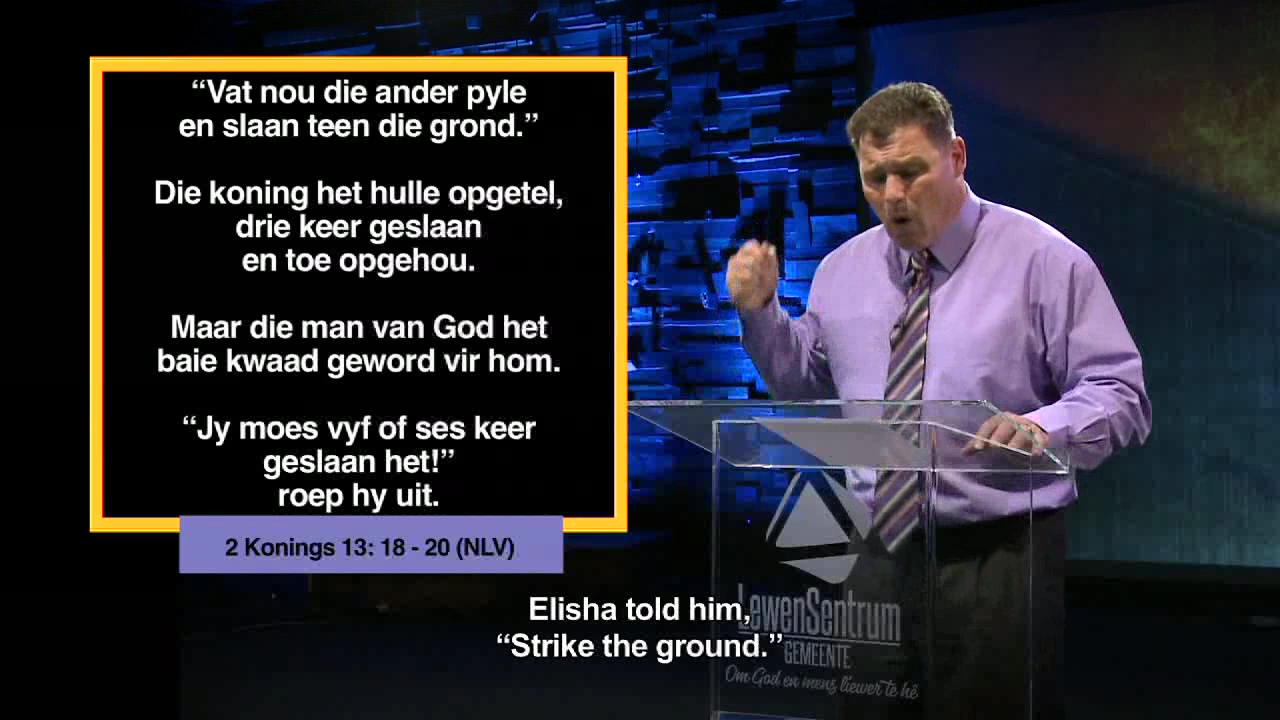 “Vat nou die ander pyle
en slaan teen die grond.”
Die koning het hulle opgetel,
drie keer geslaan
en toe opgehou.
Maar die man van God het
baie kwaad geword vir hom.
“Jy moes vyf of ses keer
geslaan het!”
roep hy uit.
2 Konings 13: 18 - 20 (NLV)
Elisha told him,
“Strike the ground.”
LewenSentrum
GEMEENTE
Om God en mens liewer te hê